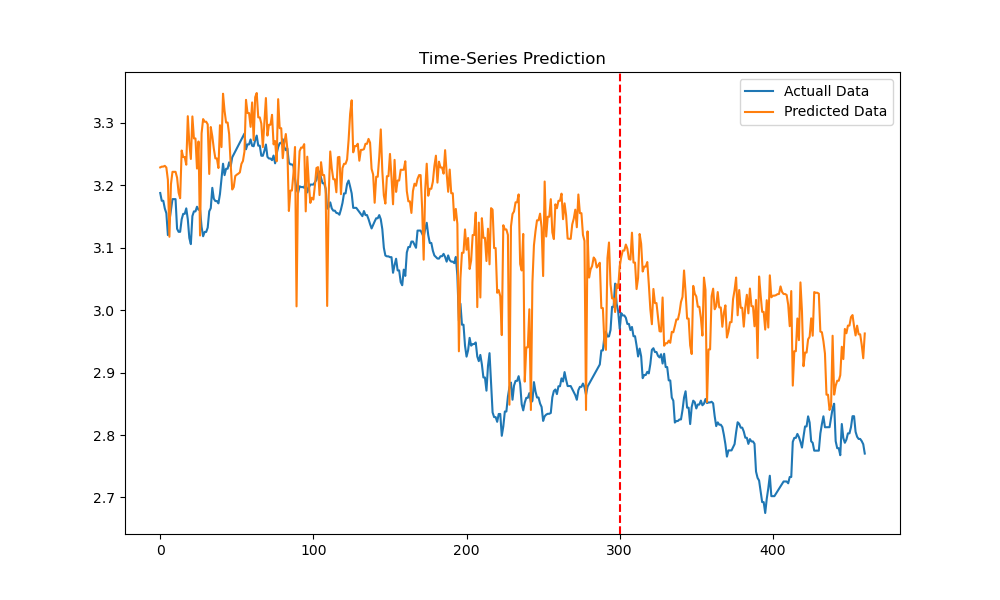 Time-Series Prediction
Actuall Data
Predicted Data
3.3
3.2
3.1
3.0
2.9
2.8
2.7
0 100 200 300 400